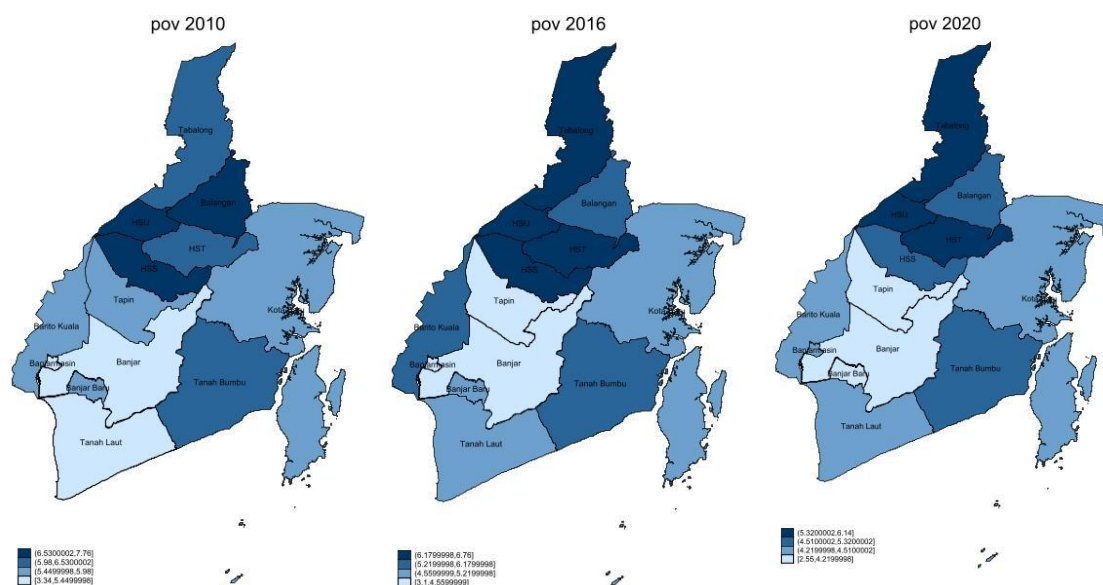 pov 2010
Tabalong
Balangan
HSU
HST
HSS
Tapin
Barito Kuala
Kota
Banjar
Banjarmasin
Banjar Baru
Tanah Bumbu
Tanah Laut
(6.5300002,7.76]
(5.98,6.5300002]
(5.4499998,5.98]
[3.34,5.4499998]
pov 2016
Tabalong
Balangan
HSU
HST
HSS
Tapin
Barito Kuala
Kota
Banjar
Banjarmasin
Banjar Baru
Tanah Bumbu
Tanah Laut
(6.1799998,6.76]
(5.2199998,6.1799998]
(4.5599999,5.2199998]
[3.1,4.5599999]
pov 2020
Tabalong
Balangan
HSU
HST
HSS
Tapin
Barito Kuala
Kota
Banjar
Banjarmasin
Banjar Baru
Tanah Bumbu
Tanah Laut
(5.3200002,6.14]
(4.5100002,5.3200002]
(4.2199998,4.5100002]
[2.55,4.2199998]